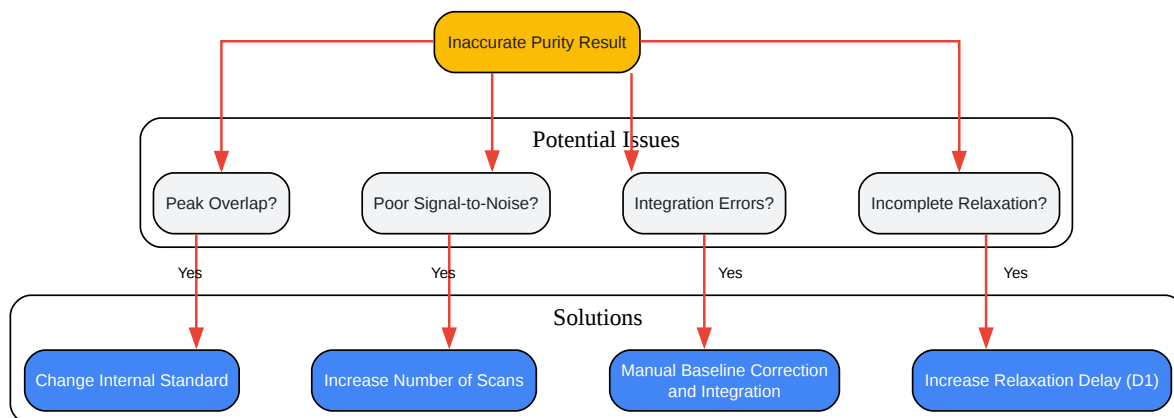 Inaccurate Purity Result
Potential Issues
Peak Overlap?
Poor Signal-to-Noise?
Integration Errors?
Incomplete Relaxation?
Yes
Yes
Yes
Yes
Solutions
Change Internal Standard
Increase Number of Scans
Manual Baseline Correction
and Integration
Increase Relaxation Delay (D1)